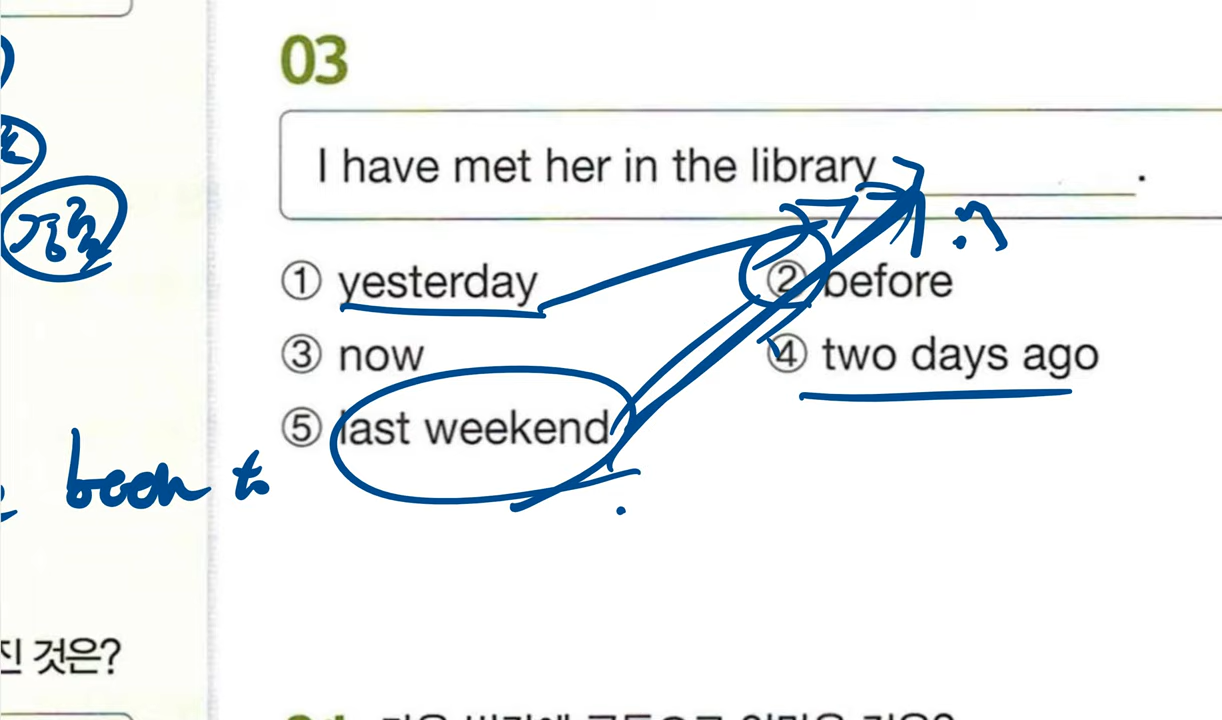 03
I have met her in the library ________.
① yesterday
② before
③ now
④ two days ago
⑤ last weekend
been to
진 것은?